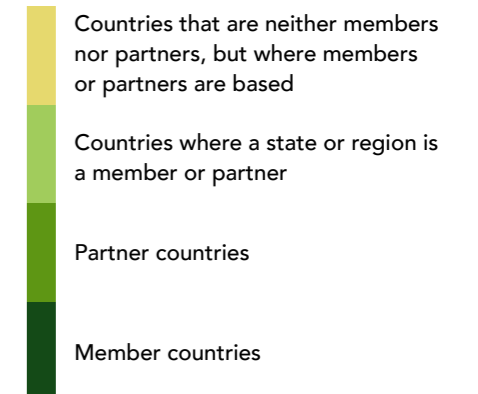 Countries that are neither members
nor partners, but where members
or partners are based
Countries where a state or region is
a member or partner
Partner countries
Member countries